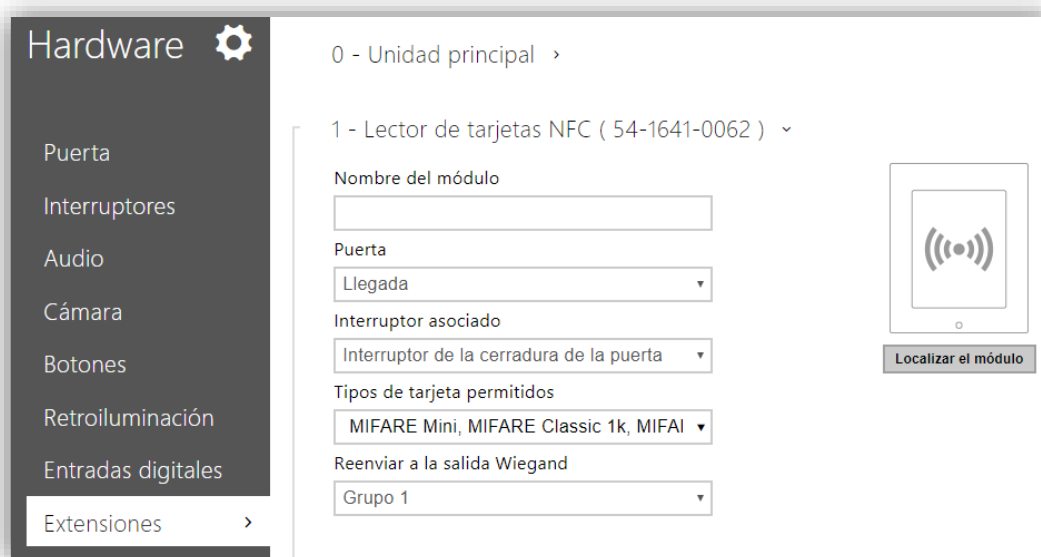 Hardware
Puerta
Interruptores
Audio
Cámara
Botones
Retroiluminación
Entradas digitales
Extensiones >
0 - Unidad principal >
1 - Lector de tarjetas NFC ( 54-1641-0062 )
Nombre del módulo
Puerta
Llegada
Interruptor asociado
Interruptor de la cerradura de la puerta
Tipos de tarjeta permitidos
MIFARE Mini, MIFARE Classic 1k, MIFAI
Reenviar a la salida Wiegand
Grupo 1
Localizar el módulo